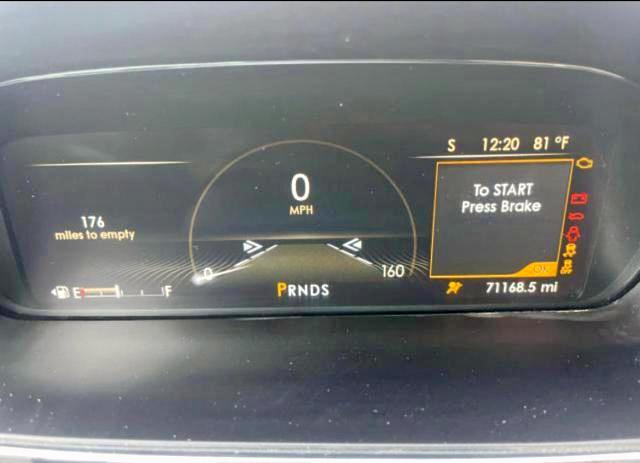 S 12:20 81 °F
To START
Press Brake
OK
0
MPH
176
miles to empty
0 160
E F
PRNDS
71168.5 mi